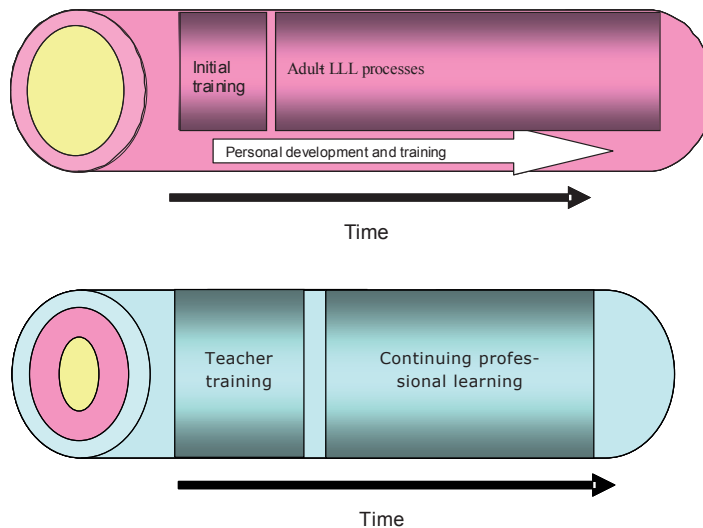 Initial
training
Adult LLL processes
Personal development and training
Time
Teacher
training
Continuing profes-
sional learning
Time